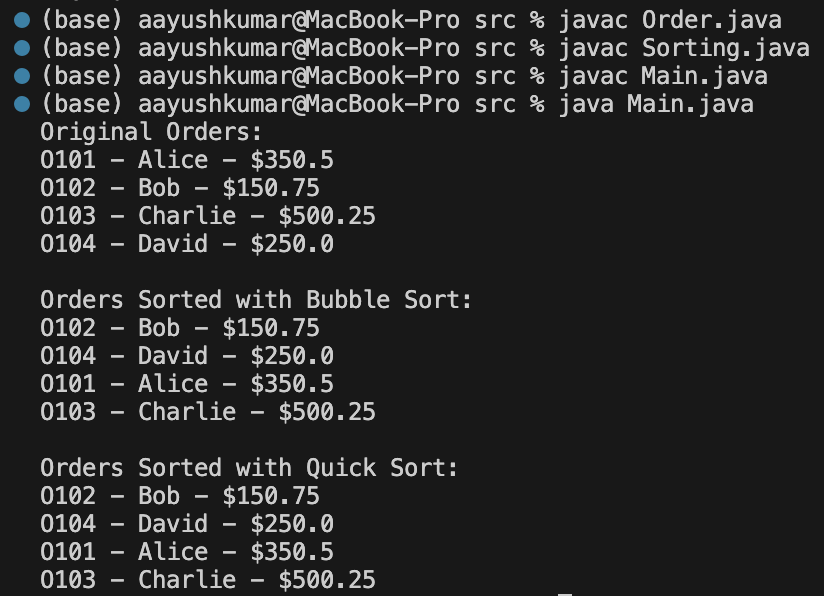 (base) aayushkumar@MacBook-Pro src % javac Order.java
(base) aayushkumar@MacBook-Pro src % javac Sorting.java
(base) aayushkumar@MacBook-Pro src % javac Main.java
(base) aayushkumar@MacBook-Pro src % java Main.java
Original Orders:
O101 - Alice - $350.5
O102 - Bob - $150.75
O103 - Charlie - $500.25
O104 - David - $250.0

Orders Sorted with Bubble Sort:
O102 - Bob - $150.75
O104 - David - $250.0
O101 - Alice - $350.5
O103 - Charlie - $500.25

Orders Sorted with Quick Sort:
O102 - Bob - $150.75
O104 - David - $250.0
O101 - Alice - $350.5
O103 - Charlie - $500.25